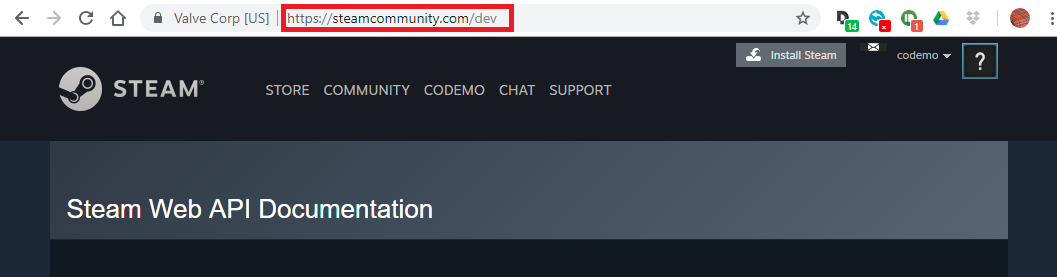 Valve Corp [US] | https://steamcommunity.com/dev
14
x
1
Install Steam
codemo
?
STEAM®
STORE COMMUNITY CODEMO CHAT SUPPORT
Steam Web API Documentation